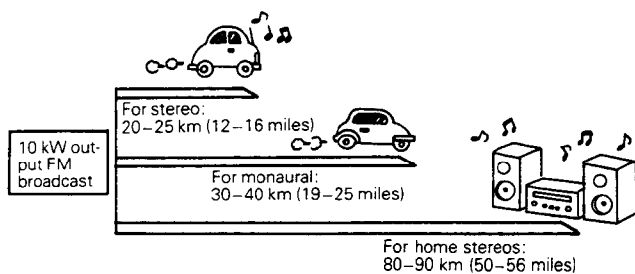 For stereo:
20–25 km (12–16 miles)
10 kW out-
put FM
broadcast
For monaural:
30–40 km (19–25 miles)
For home stereos:
80–90 km (50–56 miles)